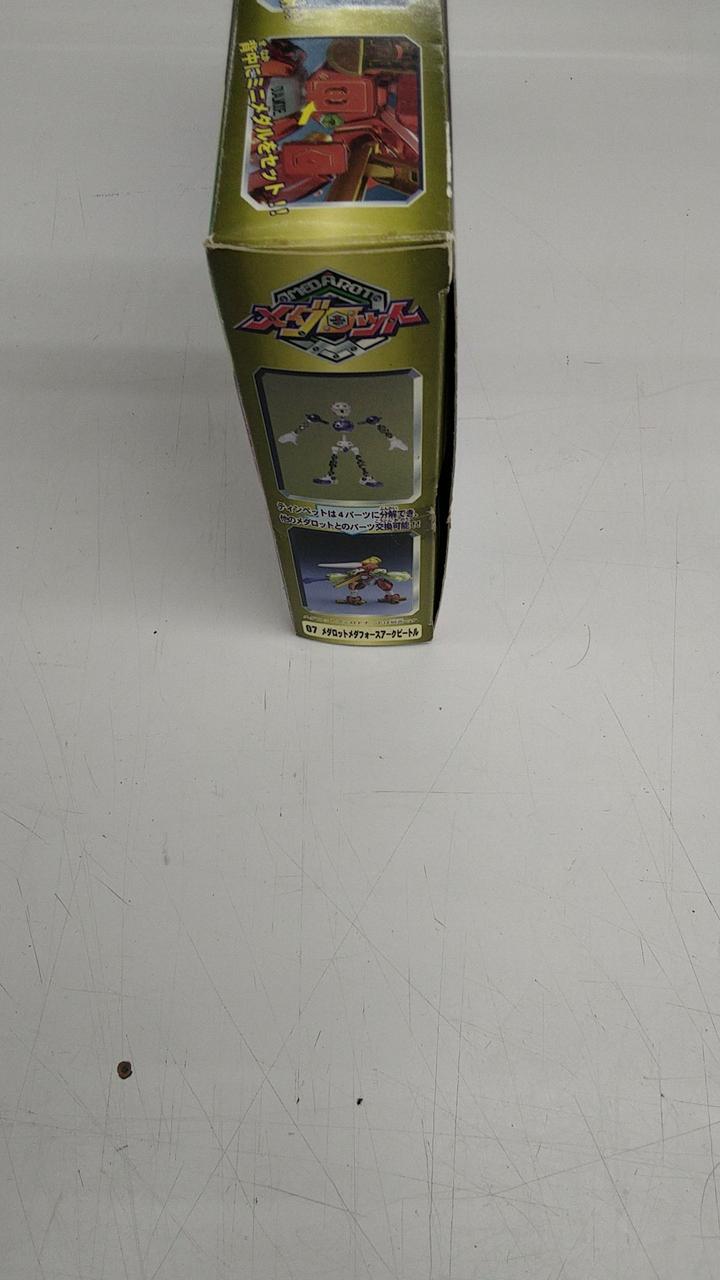 背中にミニメダルをセット!!
MEDAROT
メダロット
ティンペットは4パーツに分解でき、
他のメダロットとのパーツ交換可能!!
07 メダロットメダフォースアークビートル